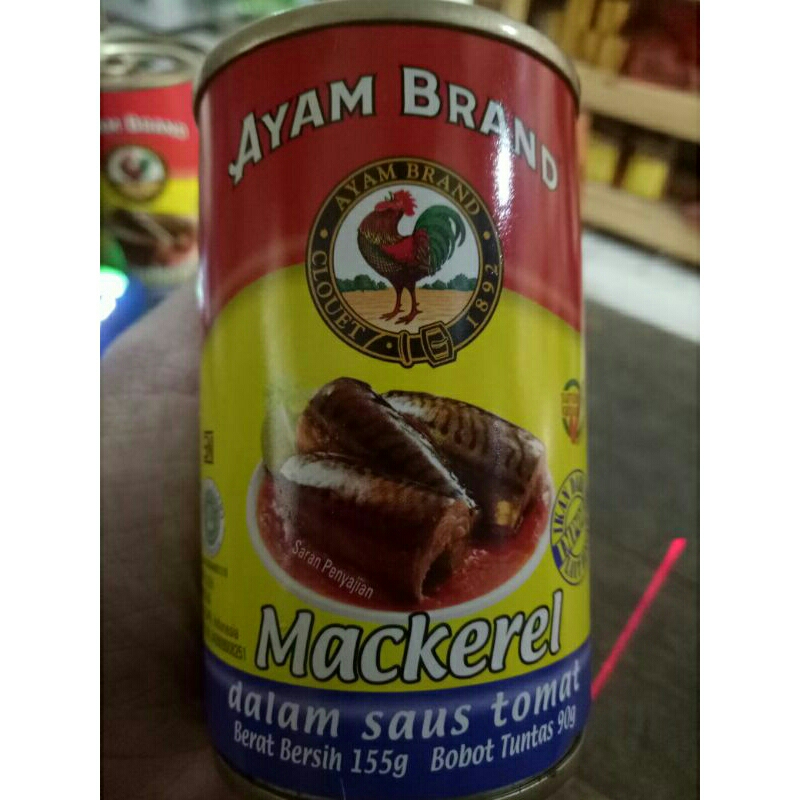 AYAM BRAND
AYAM BRAND
CLOUET 1892
Saran Penyajian
Mackerel
dalam saus tomat
Berat Bersih 155g Bobot Tuntas 90g